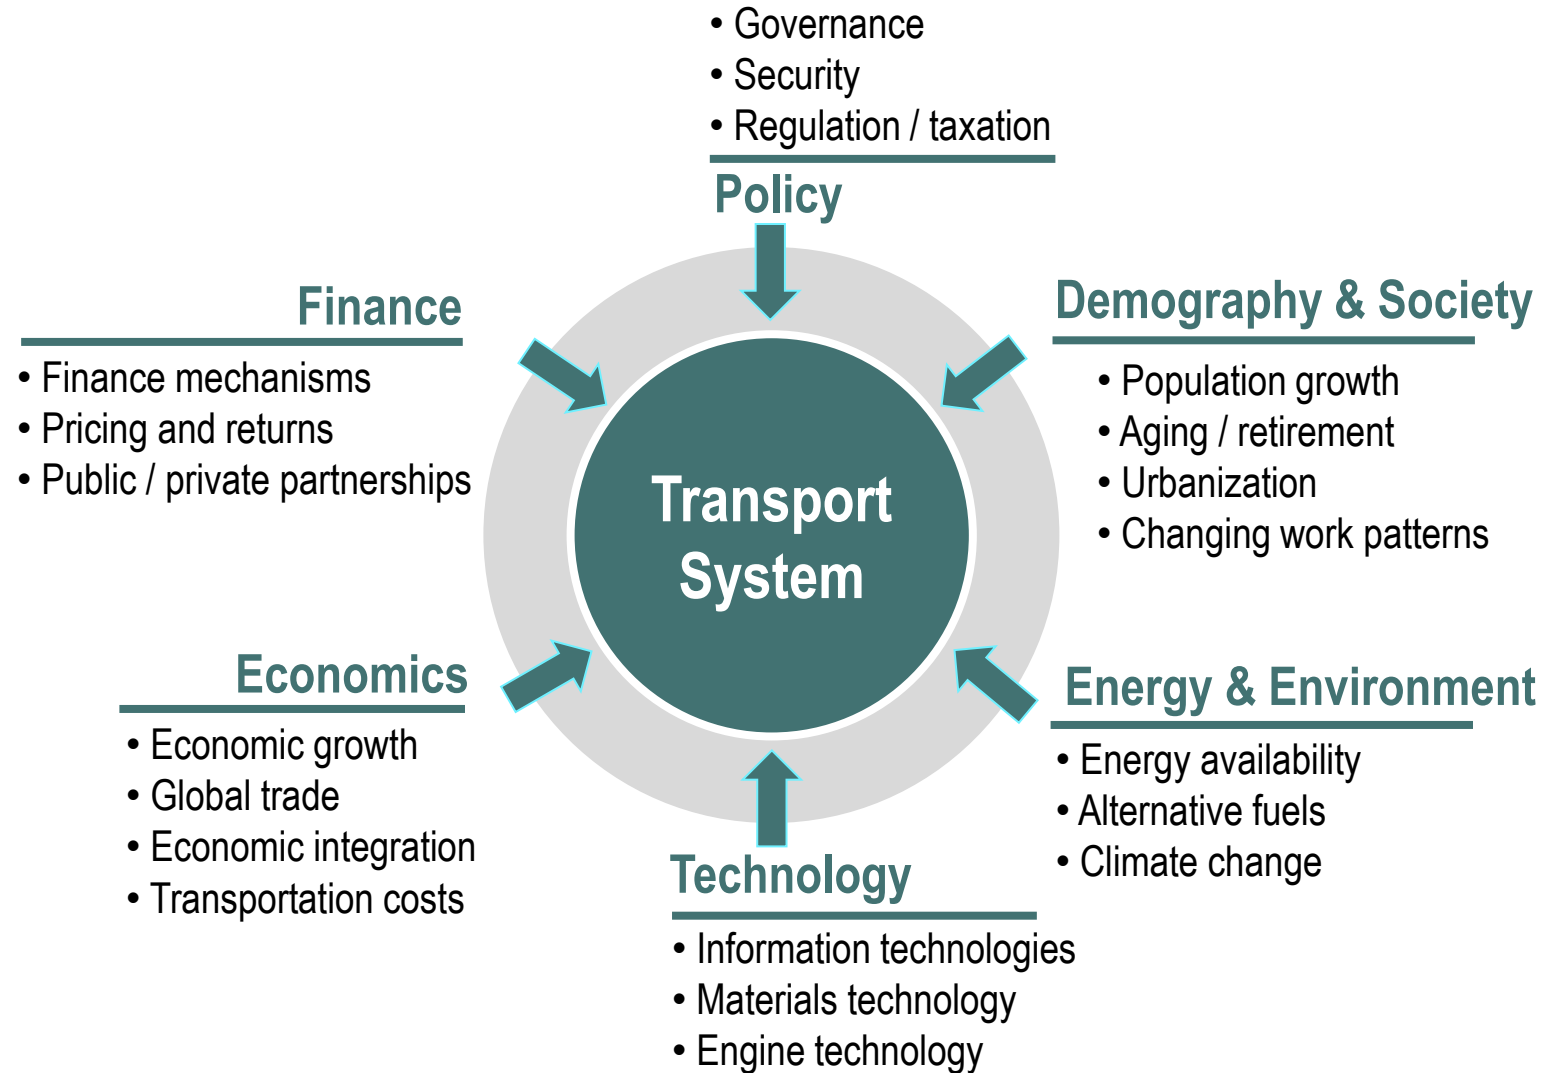 • Governance
• Security
• Regulation / taxation
Policy
Finance
• Finance mechanisms
• Pricing and returns
• Public / private partnerships
Demography & Society
• Population growth
• Aging / retirement
• Urbanization
• Changing work patterns
Transport
System
Economics
• Economic growth
• Global trade
• Economic integration
• Transportation costs
Energy & Environment
• Energy availability
• Alternative fuels
• Climate change
Technology
• Information technologies
• Materials technology
• Engine technology